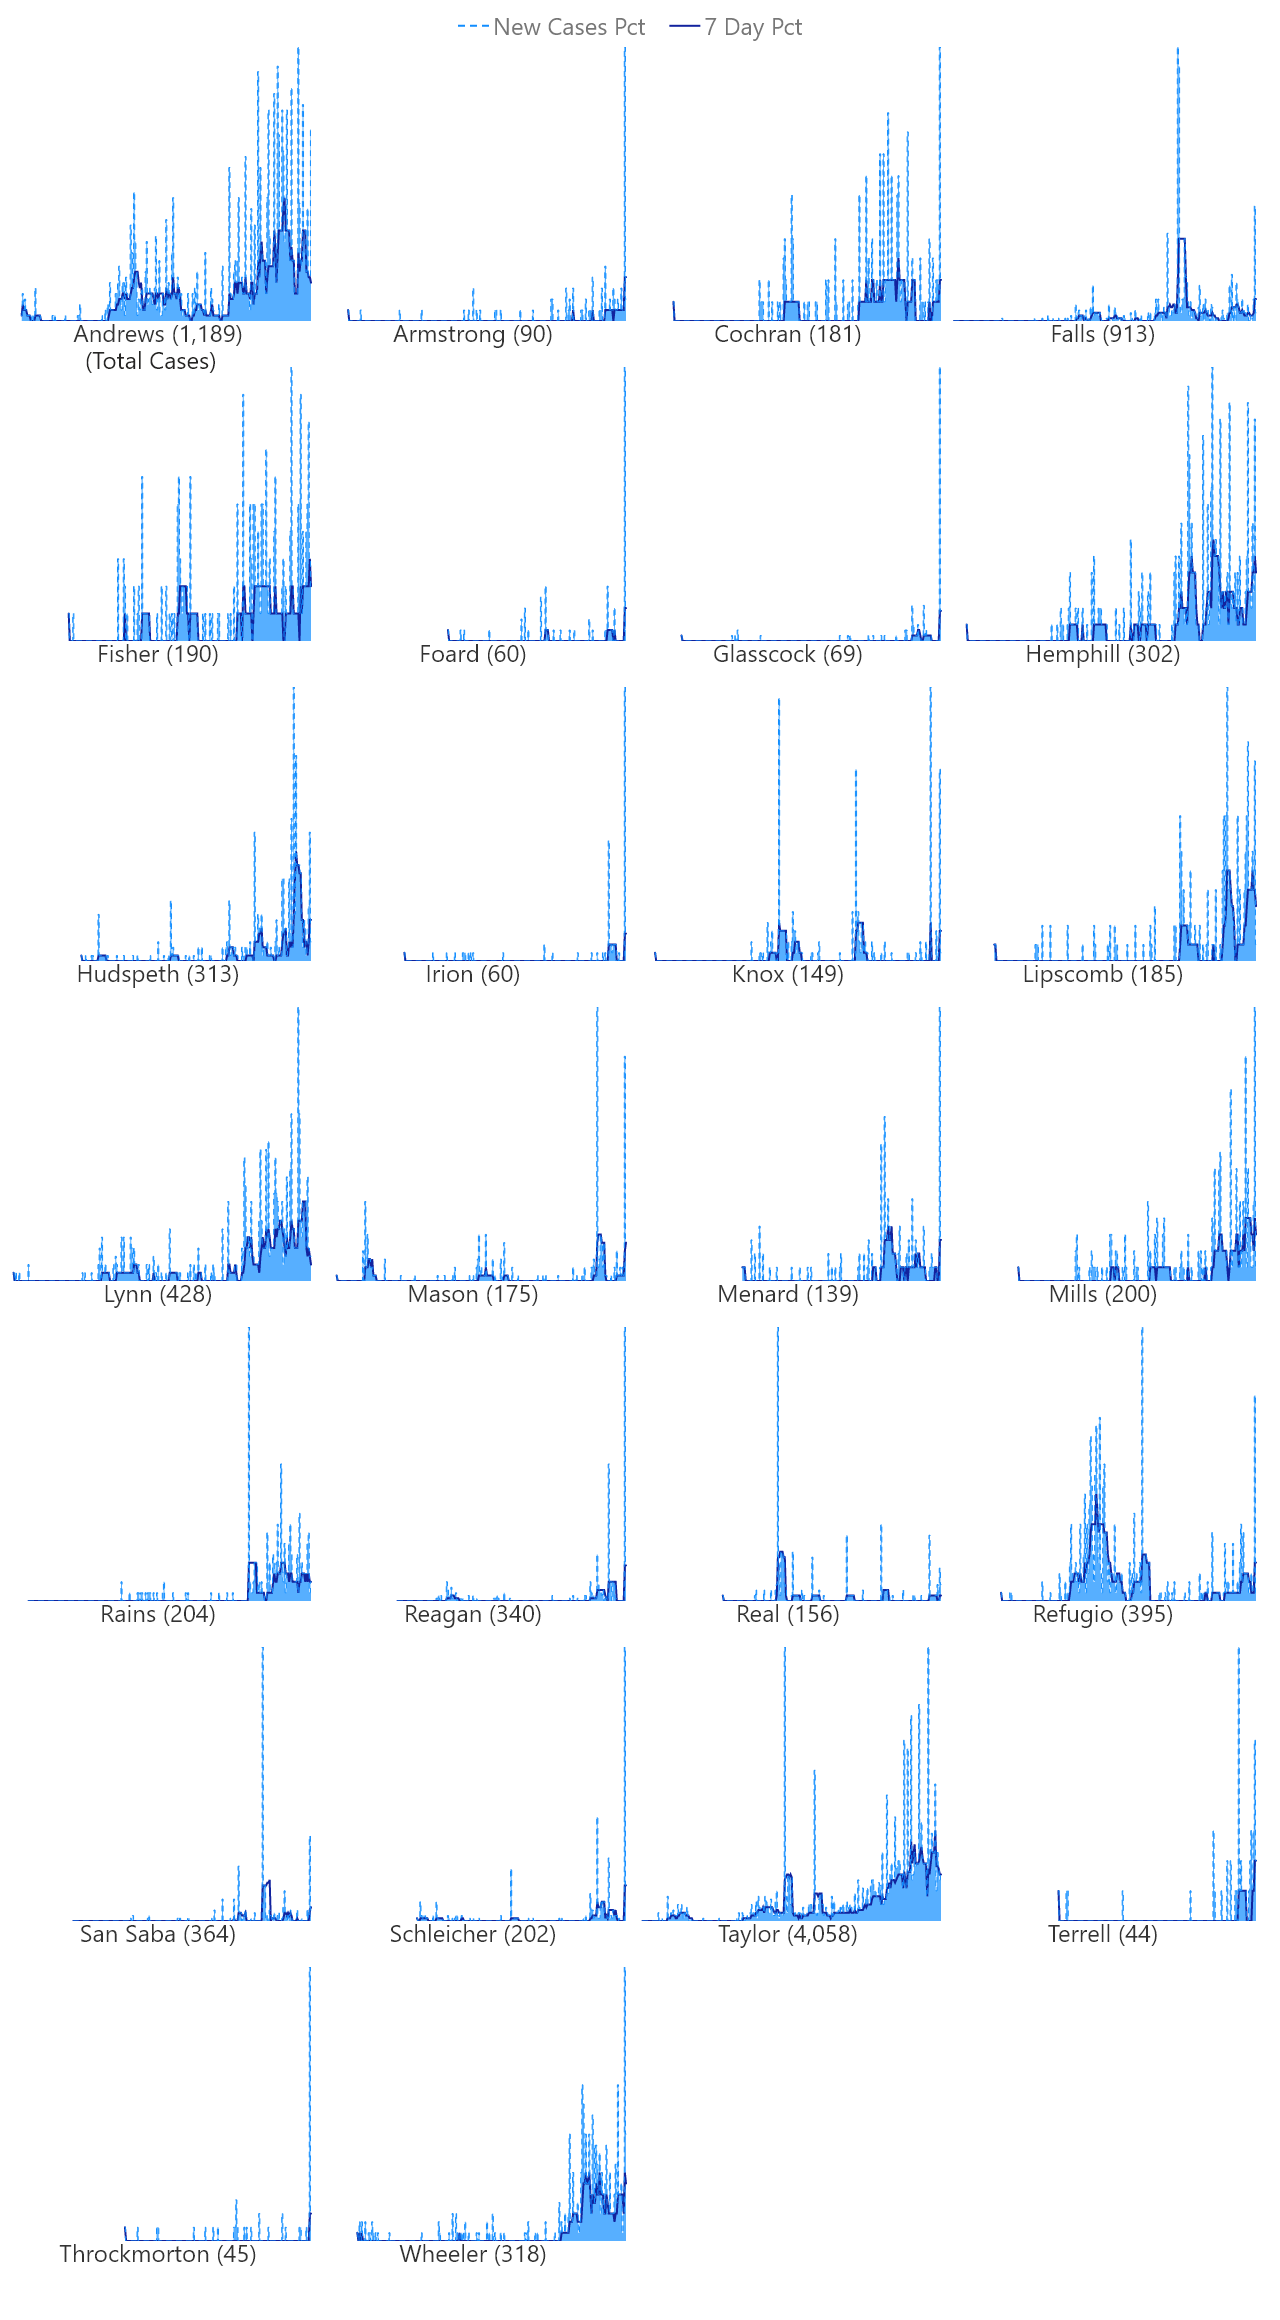 New Cases Pct 7 Day Pct
Andrews (1,189) Armstrong (90) Cochran (181) Falls (913)
(Total Cases)
Fisher (190) Foard (60) Glasscock (69) Hemphill (302)
Hudspeth (313) Irion (60) Knox (149) Lipscomb (185)
Lynn (428) Mason (175) Menard (139) Mills (200)
Rains (204) Reagan (340) Real (156) Refugio (395)
San Saba (364) Schleicher (202) Taylor (4,058) Terrell (44)
Throckmorton (45) Wheeler (318)